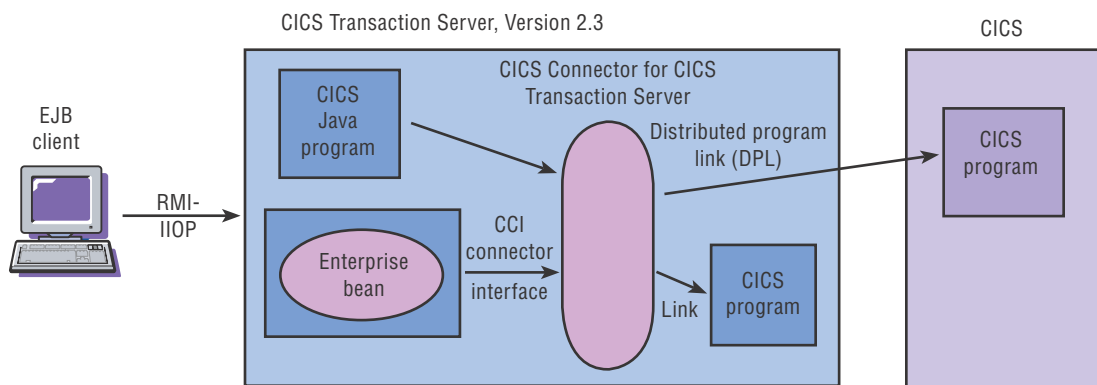 CICS Transaction Server, Version 2.3
CICS
CICS Connector for CICS
Transaction Server
EJB
client
RMI-
IIOP
CICS
Java
program
Enterprise
bean
CCI
connector
interface
Distributed program
link (DPL)
Link
CICS
program
CICS
program